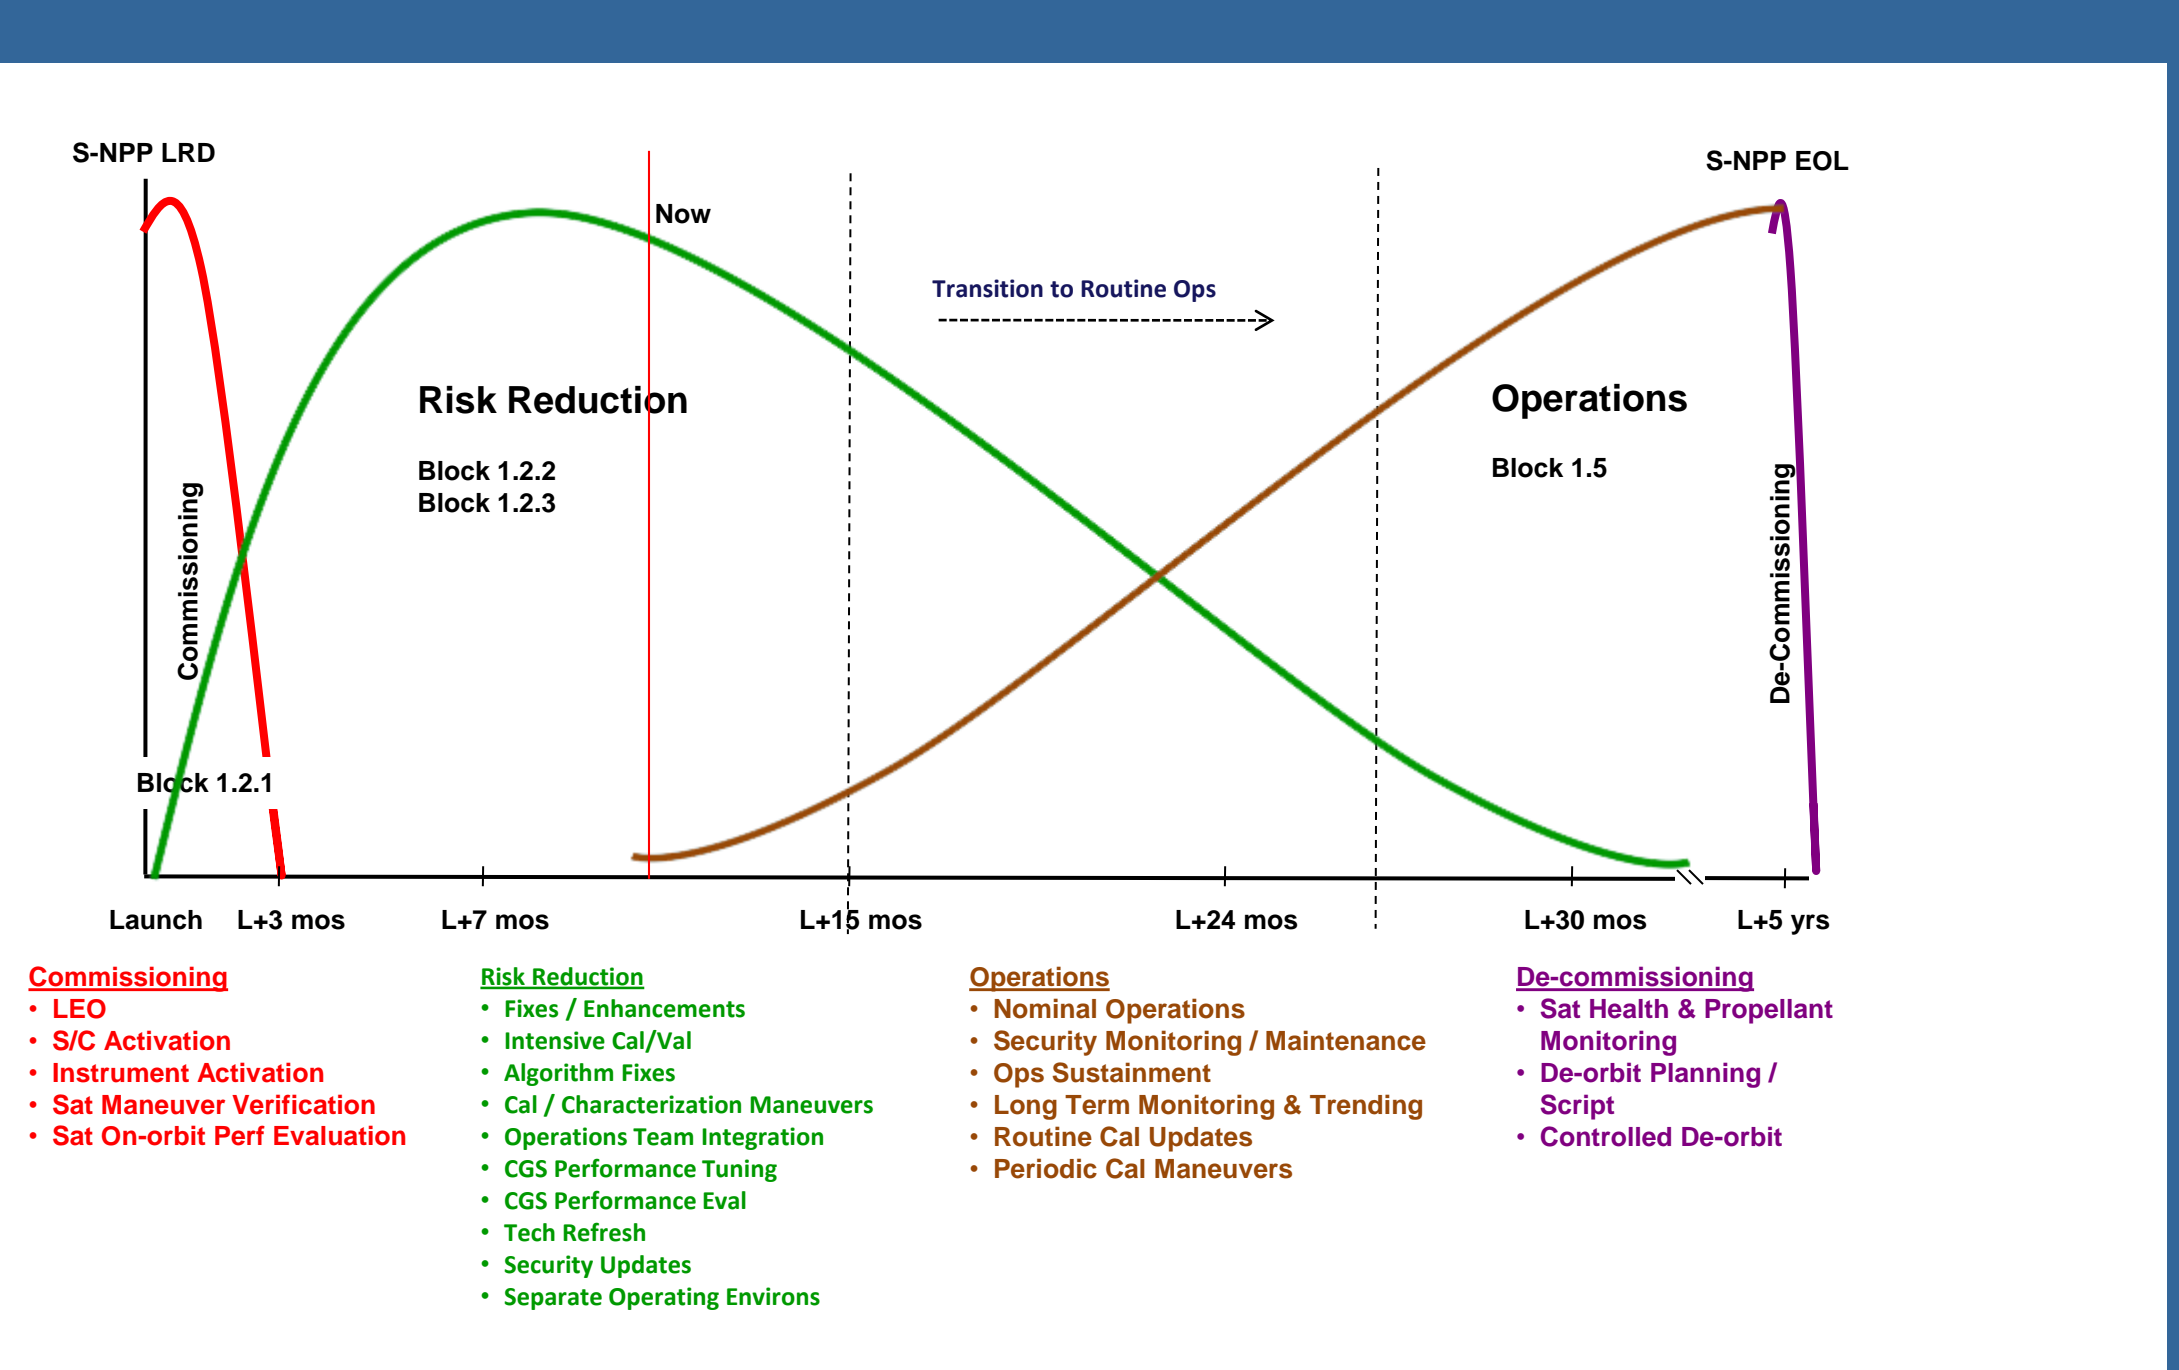 S-NPP LRD
S-NPP EOL
Now
Transition to Routine Ops
Risk Reduction
Operations
Block 1.2.2
Block 1.2.3
Block 1.5
Commissioning
De-Commissioning
Block 1.2.1
Launch
L+3 mos
L+7 mos
L+15 mos
L+24 mos
L+30 mos
L+5 yrs
Commissioning
• LEO
• S/C Activation
• Instrument Activation
• Sat Maneuver Verification
• Sat On-orbit Perf Evaluation
Risk Reduction
• Fixes / Enhancements
• Intensive Cal/Val
• Algorithm Fixes
• Cal / Characterization Maneuvers
• Operations Team Integration
• CGS Performance Tuning
• CGS Performance Eval
• Tech Refresh
• Security Updates
• Separate Operating Environs
Operations
• Nominal Operations
• Security Monitoring / Maintenance
• Ops Sustainment
• Long Term Monitoring & Trending
• Routine Cal Updates
• Periodic Cal Maneuvers
De-commissioning
• Sat Health & Propellant
Monitoring
• De-orbit Planning /
Script
• Controlled De-orbit